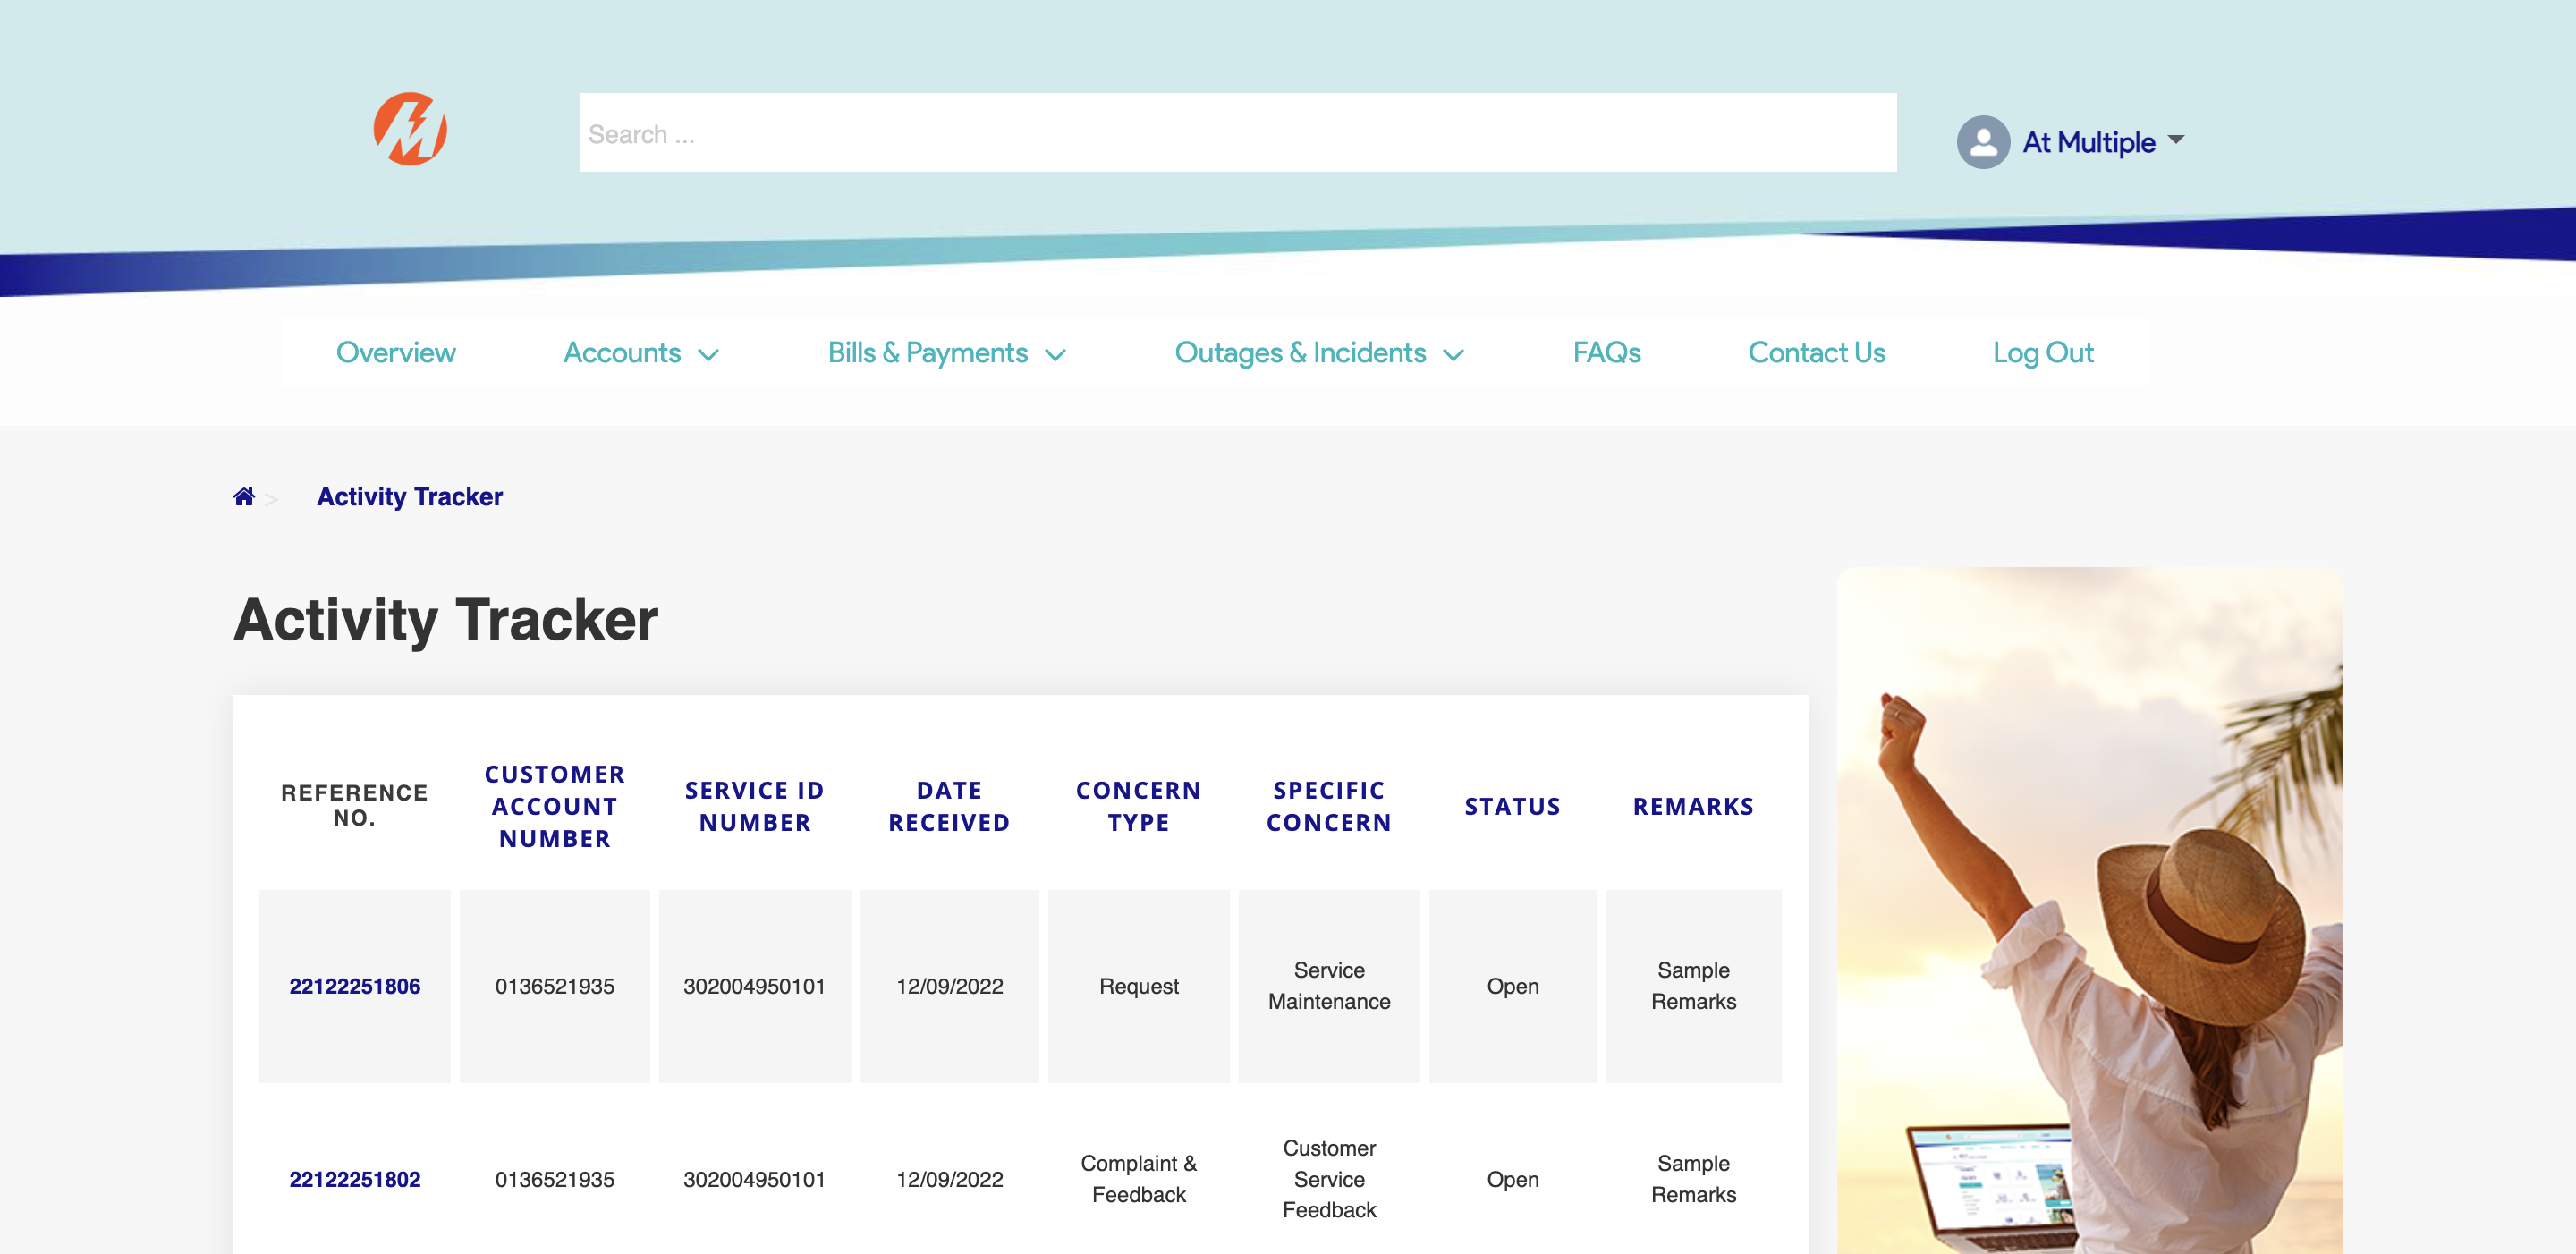 Search ...
At Multiple
Overview
Accounts
Bills & Payments
Outages & Incidents
FAQs
Contact Us
Log Out
> Activity Tracker
Activity Tracker
REFERENCE
NO.
CUSTOMER
ACCOUNT
NUMBER
SERVICE ID
NUMBER
DATE
RECEIVED
CONCERN
TYPE
SPECIFIC
CONCERN
STATUS
REMARKS
22122251806
0136521935
302004950101
12/09/2022
Request
Service
Maintenance
Open
Sample
Remarks
22122251802
0136521935
302004950101
12/09/2022
Complaint &
Feedback
Customer
Service
Feedback
Open
Sample
Remarks